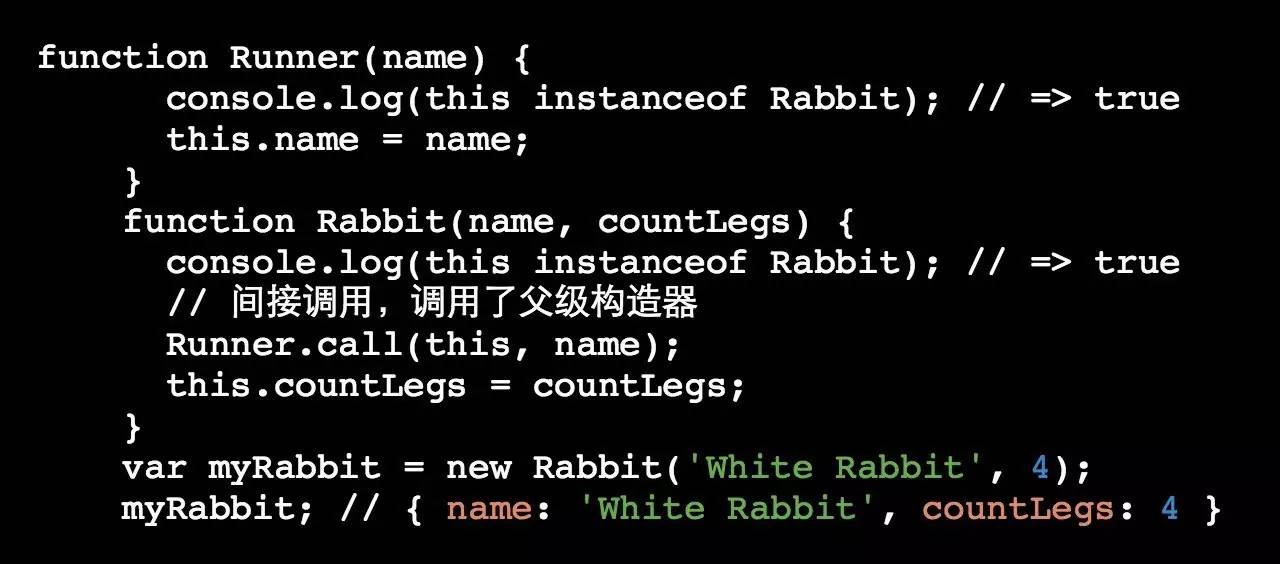 function Runner(name) {
console.log(this instanceof Rabbit); // => true
this.name = name;
}
function Rabbit(name, countLegs) {
console.log(this instanceof Rabbit); // => true
// 间接调用，调用了父级构造器
Runner.call(this, name);
this.countLegs = countLegs;
}
var myRabbit = new Rabbit('White Rabbit', 4);
myRabbit; // { name: 'White Rabbit', countLegs: 4 }